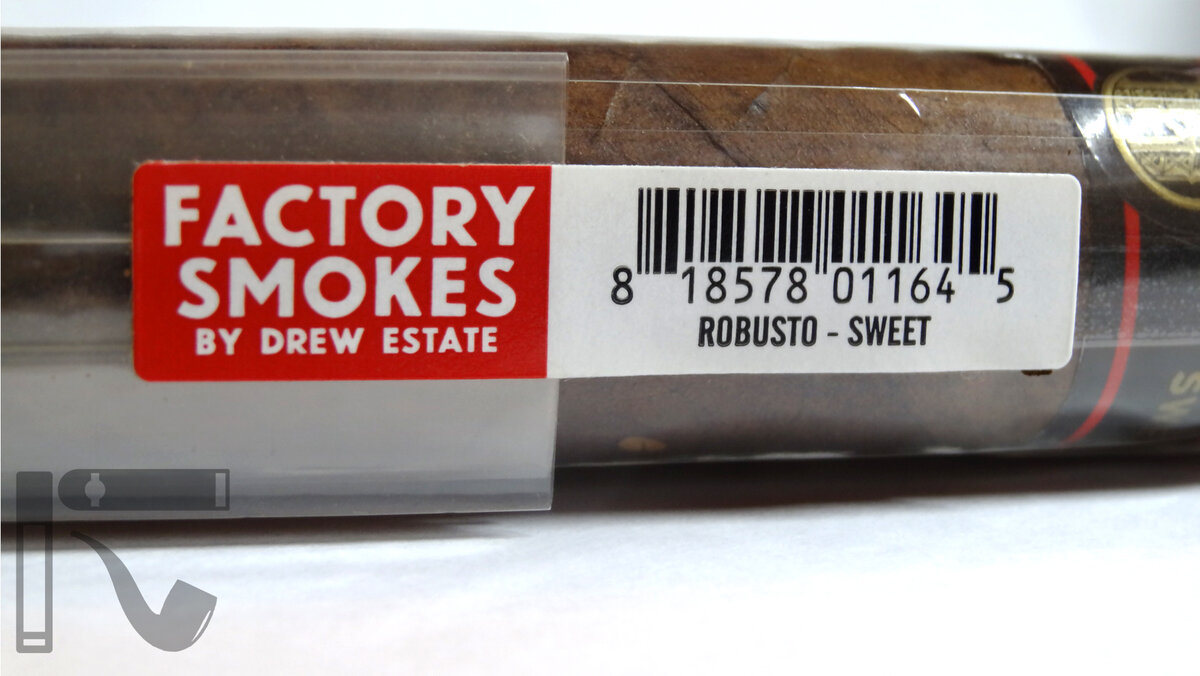 FACTORY
SMOKES
BY DREW ESTATE
8 18578 01164 5
ROBUSTO - SWEET